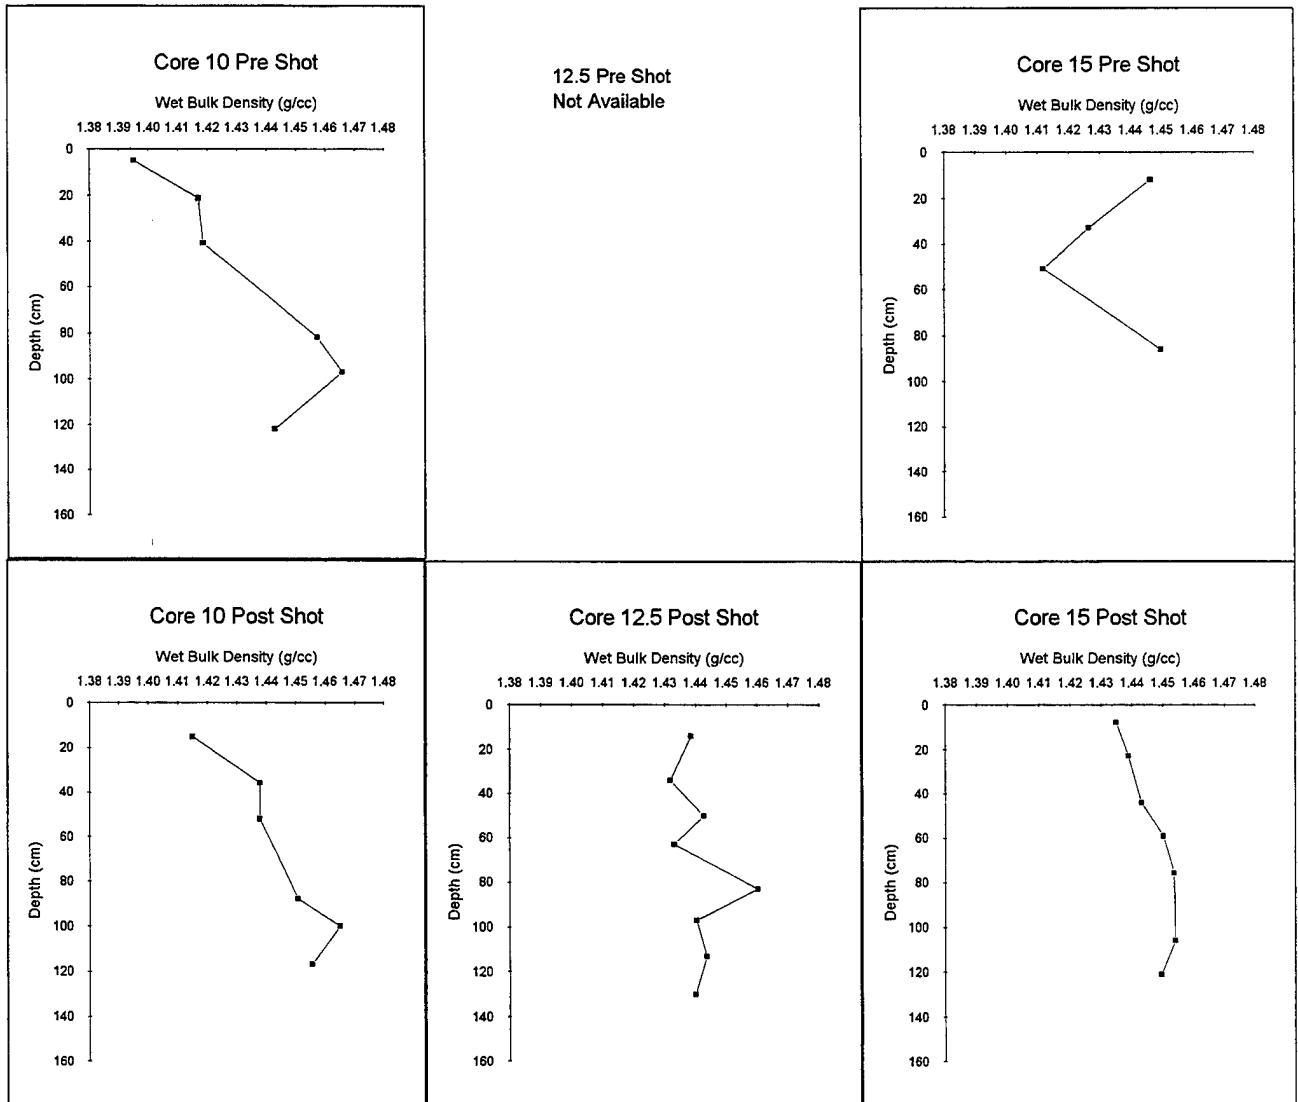 Core 10 Pre Shot
Wet Bulk Density (g/cc)
1.38 1.39 1.40 1.41 1.42 1.43 1.44 1.45 1.46 1.47 1.48
0
20
40
60
80
100
120
140
160
Depth (cm)
12.5 Pre Shot
Not Available
Core 15 Pre Shot
Wet Bulk Density (g/cc)
1.38 1.39 1.40 1.41 1.42 1.43 1.44 1.45 1.46 1.47 1.48
0
20
40
60
80
100
120
140
160
Depth (cm)
Core 10 Post Shot
Wet Bulk Density (g/cc)
1.38 1.39 1.40 1.41 1.42 1.43 1.44 1.45 1.46 1.47 1.48
0
20
40
60
80
100
120
140
160
Depth (cm)
Core 12.5 Post Shot
Wet Bulk Density (g/cc)
1.38 1.39 1.40 1.41 1.42 1.43 1.44 1.45 1.46 1.47 1.48
0
20
40
60
80
100
120
140
160
Depth (cm)
Core 15 Post Shot
Wet Bulk Density (g/cc)
1.38 1.39 1.40 1.41 1.42 1.43 1.44 1.45 1.46 1.47 1.48
0
20
40
60
80
100
120
140
160
Depth (cm)